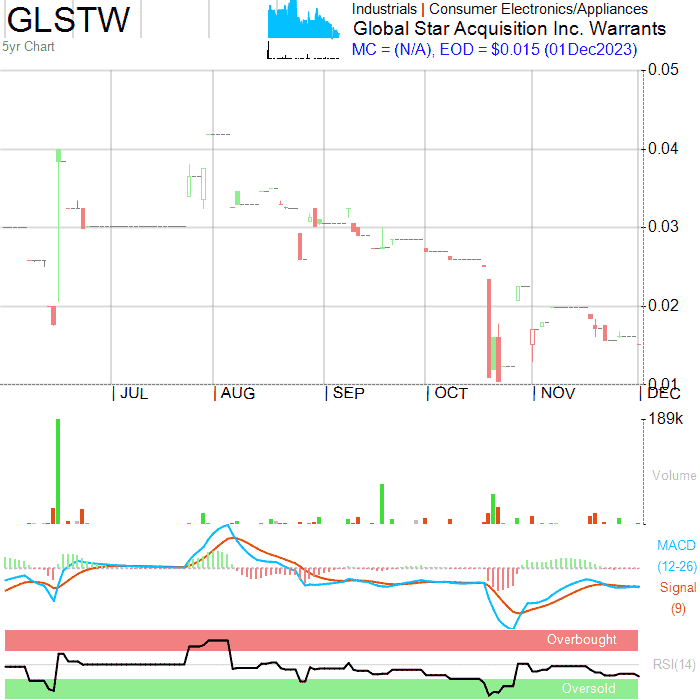 GLSTW
Industrials | Consumer Electronics/Appliances
Global Star Acquisition Inc. Warrants
5yr Chart
MC = (N/A), EOD = $0.015 (01Dec2023)
0.05
0.04
0.03
0.02
0.01
JUL AUG SEP OCT NOV DEC
189k
Volume
MACD
(12-26)
Signal
(9)
Overbought
RSI(14)
Oversold